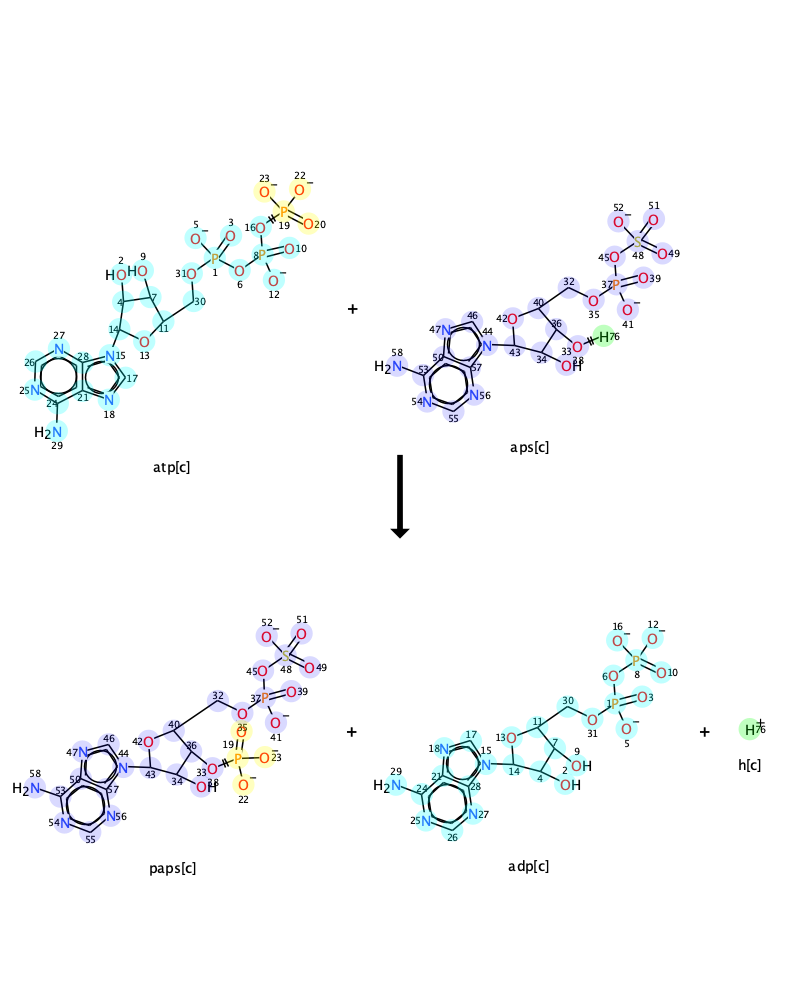 23 22
O− O−
P
19
O 20
16 O
5 3
O− O
P
1
8 P
O 10
O 6
O−
12
31 O
30
2 9
HO HO
4 7
11
14
O
13
27
N
28
N 15
26
17
25 N
24 21
N
18
H2N
29
atp[c]
+
52 51
O− O
S
48
O 49
45 O
37 P
O 39
O−
41
32
O
35
40
42 O
36
46
47 N
44
N
43
34
33 O
H 76
38
OH
58
H2N
53
50
57
54 N
N 56
55
aps[c]
52 51
O− O
S
48
O 49
45 O
37 P
O 39
O−
41
32
O
35
O
19
P
O− 23
O−
22
40
42 O
36
46
47 N
44
N
43
34
33 O
38
OH
58
H2N
53
50
57
54 N
N 56
55
paps[c]
+
16 12
O− O−
P
8
O 10
6 O
1 P
O 3
O−
5
30
O
31
11
13 O
7
17
18 N
15
N
14
4
9
OH
2
OH
29
H2N
24
21
28
25 N
N 27
26
adp[c]
+
H+
76
h[c]